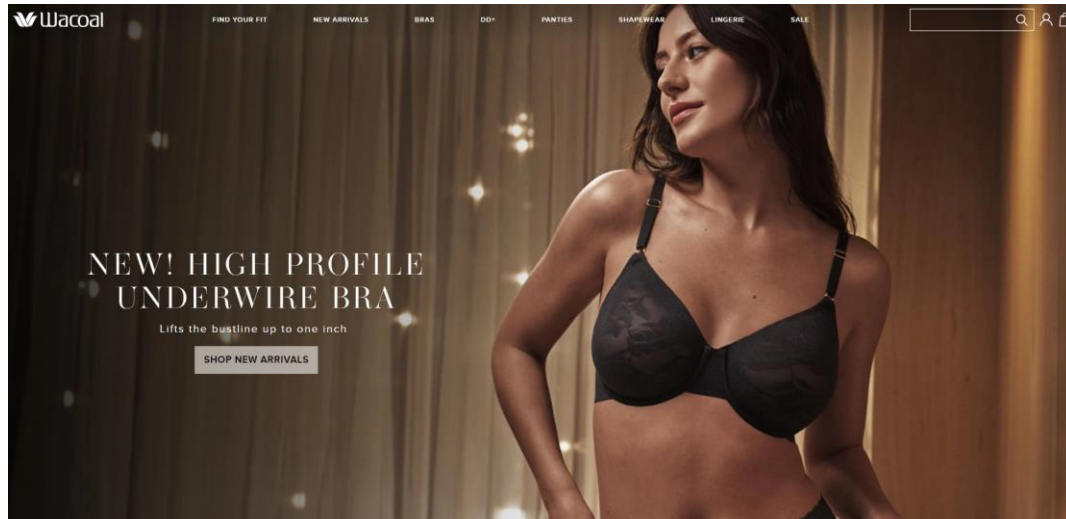 Wacoal
FIND YOUR FIT NEW ARRIVALS BRAS DD+ PANTIES SHAPEWEAR LINGERIE SALE
NEW! HIGH PROFILE
UNDERWIRE BRA
Lifts the bustline up to one inch
SHOP NEW ARRIVALS